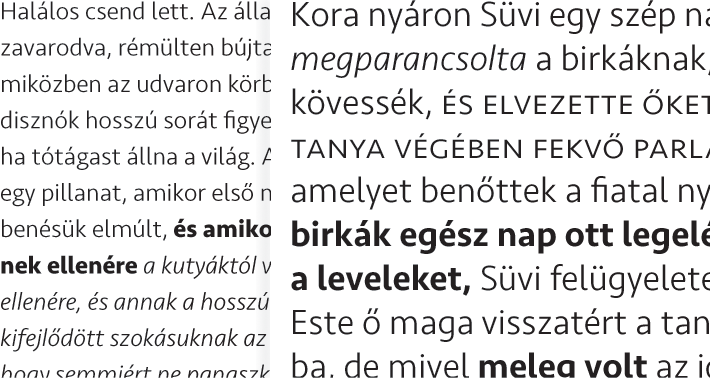 Halálos csend lett. Az álla
zavarodva, rémülten bújta
miközben az udvaron körb
disznók hosszú sorát figye
ha tótágast állna a világ. A
egy pillanat, amikor első n
benésük elmúlt, és amiko
nek ellenére a kutyáktól v
ellenére, és annak a hosszú
kifejlődött szokásuknak az
hogy semmiért ne panaszk
Kora nyáron Süvi egy szép na
megparancsolta a birkáknak,
kövessék, ÉS ELVEZETTE ŐKET
TANYA VÉGÉBEN FEKVŐ PARLA
amelyet benőttek a fiatal ny
birkák egész nap ott legelé
a leveleket, Süvi felügyelete
Este ő maga visszatért a tan
ba, de mivel meleg volt az id